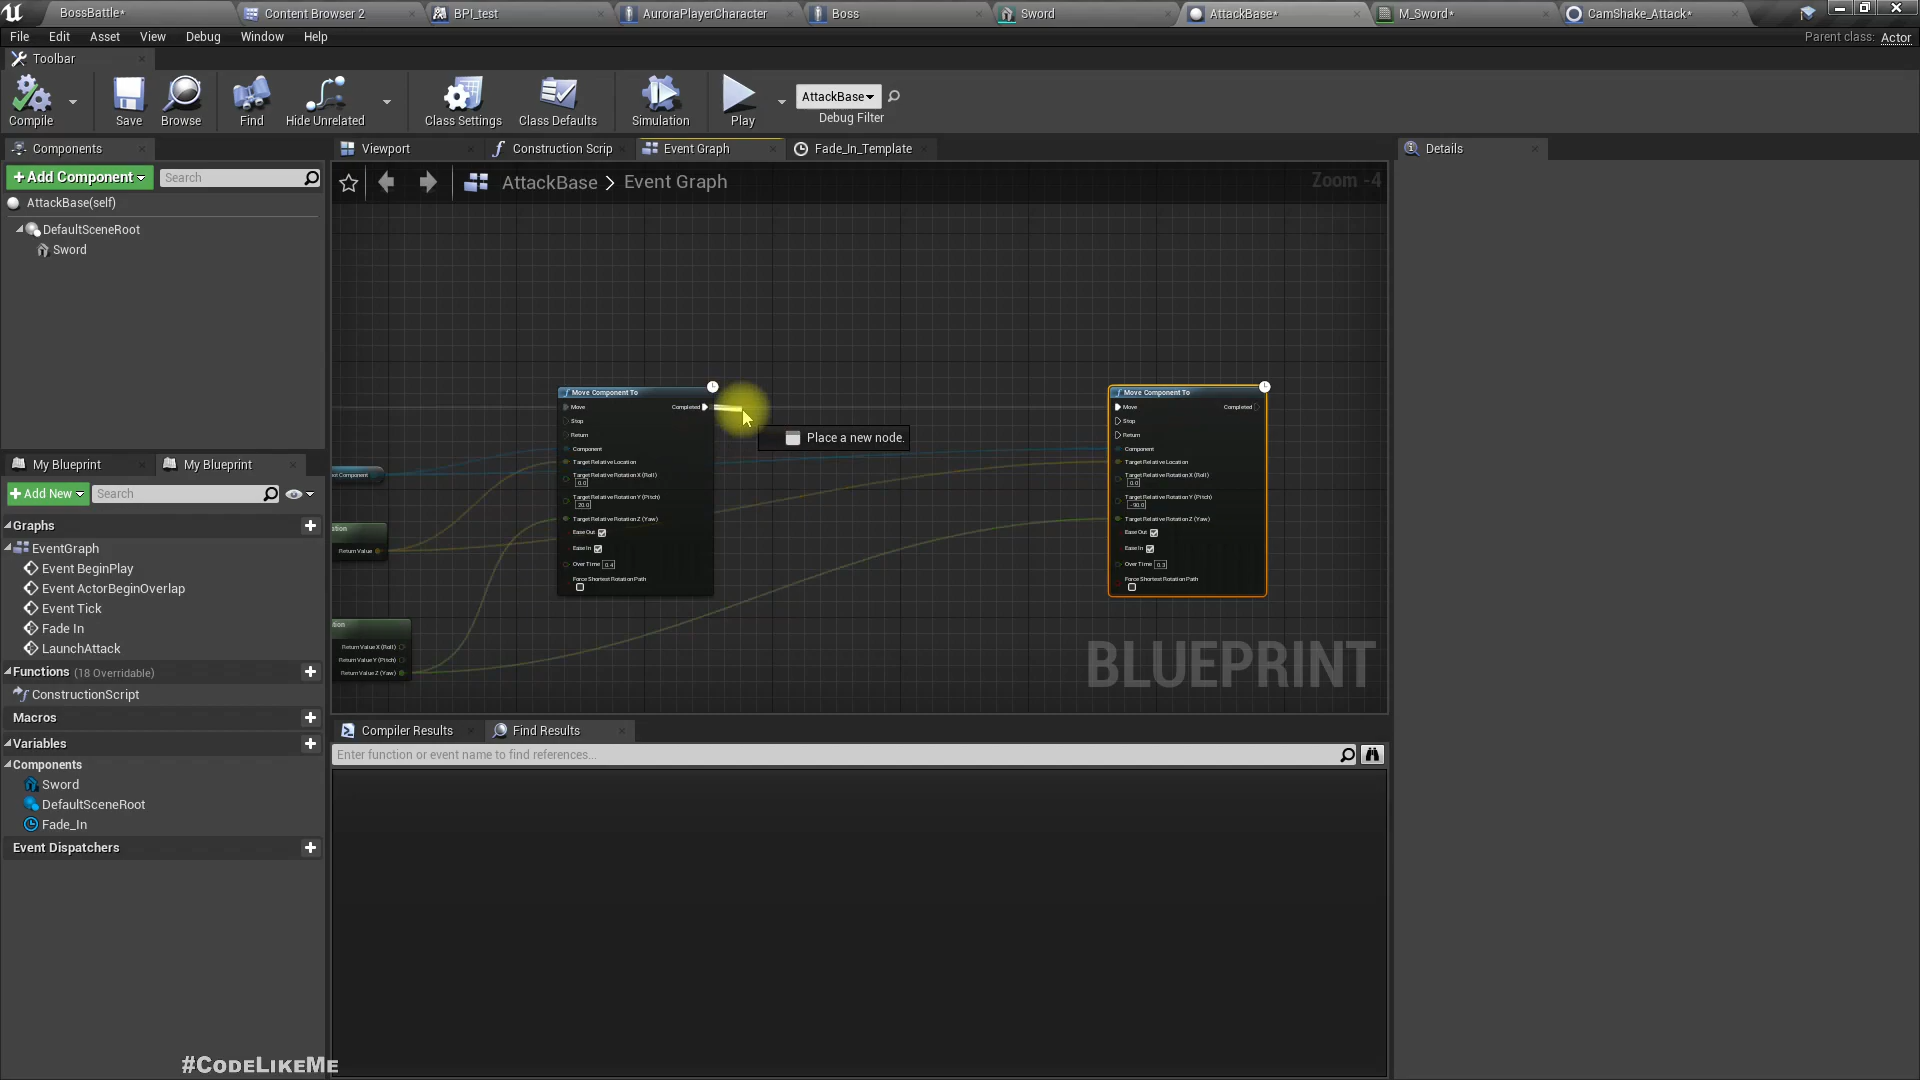 BossBattle*
Content Browser 2
BPI_test
AuroraPlayerCharacter
Boss
Sword
AttackBase*
M_Sword*
CamShake_Attack*
File
Edit
Asset
View
Debug
Window
Help
Parent class: Actor
Toolbar
Compile
Save
Browse
Find
Hide Unrelated
Class Settings
Class Defaults
Simulation
Play
AttackBase
Debug Filter
Components
Viewport
Construction Scrip
Event Graph
Fade_In_Template
Details
+Add Component
Search
AttackBase > Event Graph
Zoom -4
AttackBase(self)
DefaultSceneRoot
Sword
Move Component To
Move
Completed
Stop
Return
Component
Target Relative Location
Target Relative Rotation X (Roll)
0.0
Target Relative Rotation Y (Pitch)
20.0
Target Relative Rotation Z (Yaw)
Ease Out
Ease In
Over Time 0.4
Force Shortest Rotation Path
Place a new node.
Move Component To
Move
Completed
Stop
Return
Component
Target Relative Location
Target Relative Rotation X (Roll)
0.0
Target Relative Rotation Y (Pitch)
-90.0
Target Relative Rotation Z (Yaw)
Ease Out
Ease In
Over Time 0.3
Force Shortest Rotation Path
Component
Return Value
Return Value X (Roll)
Return Value Y (Pitch)
Return Value Z (Yaw)
BLUEPRINT
My Blueprint
My Blueprint
+Add New
Search
Graphs
EventGraph
Event BeginPlay
Event ActorBeginOverlap
Event Tick
Fade In
LaunchAttack
Functions (18 Overridable)
ConstructionScript
Macros
Variables
Components
Sword
DefaultSceneRoot
Fade_In
Event Dispatchers
Compiler Results
Find Results
Enter function or event name to find references...
#CodeLikeMe